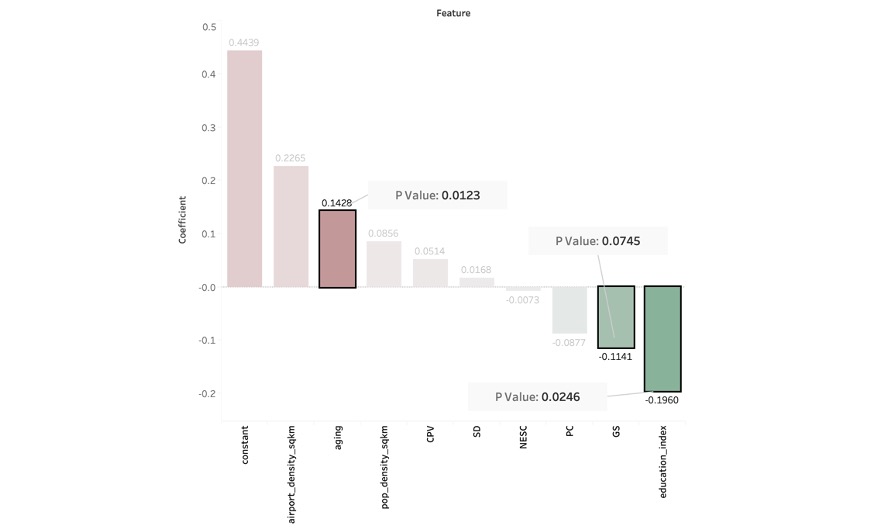 Feature
0.5
0.4
0.3
0.2
0.1
-0.0
-0.1
-0.2
Coefficient
0.4439
0.2265
0.1428
P Value: 0.0123
0.0856
0.0514
0.0168
-0.0073
-0.0877
P Value: 0.0745
-0.1141
P Value: 0.0246
-0.1960
constant
airport_density_sqkm
aging
pop_density_sqkm
CPV
SD
NESC
PC
GS
education_index